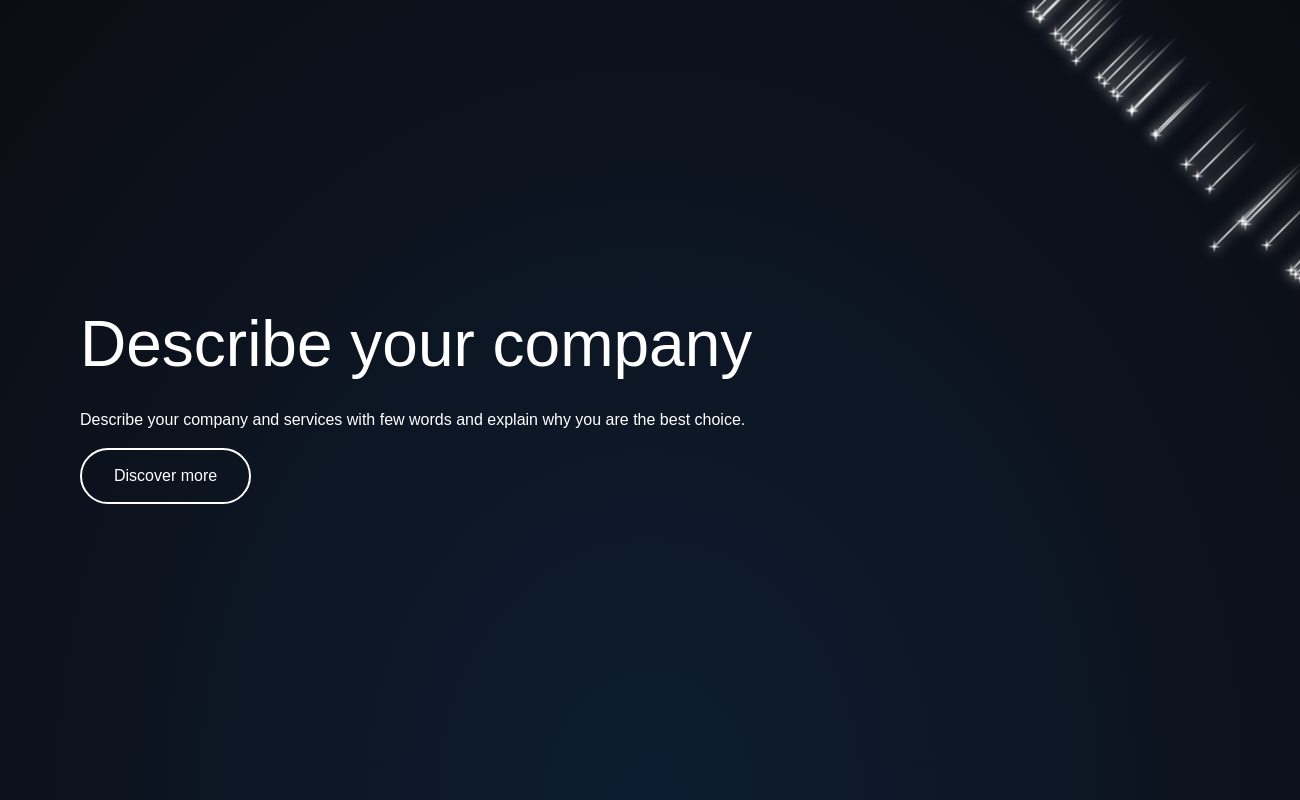 Describe your company
Describe your company and services with few words and explain why you are the best choice.
Discover more